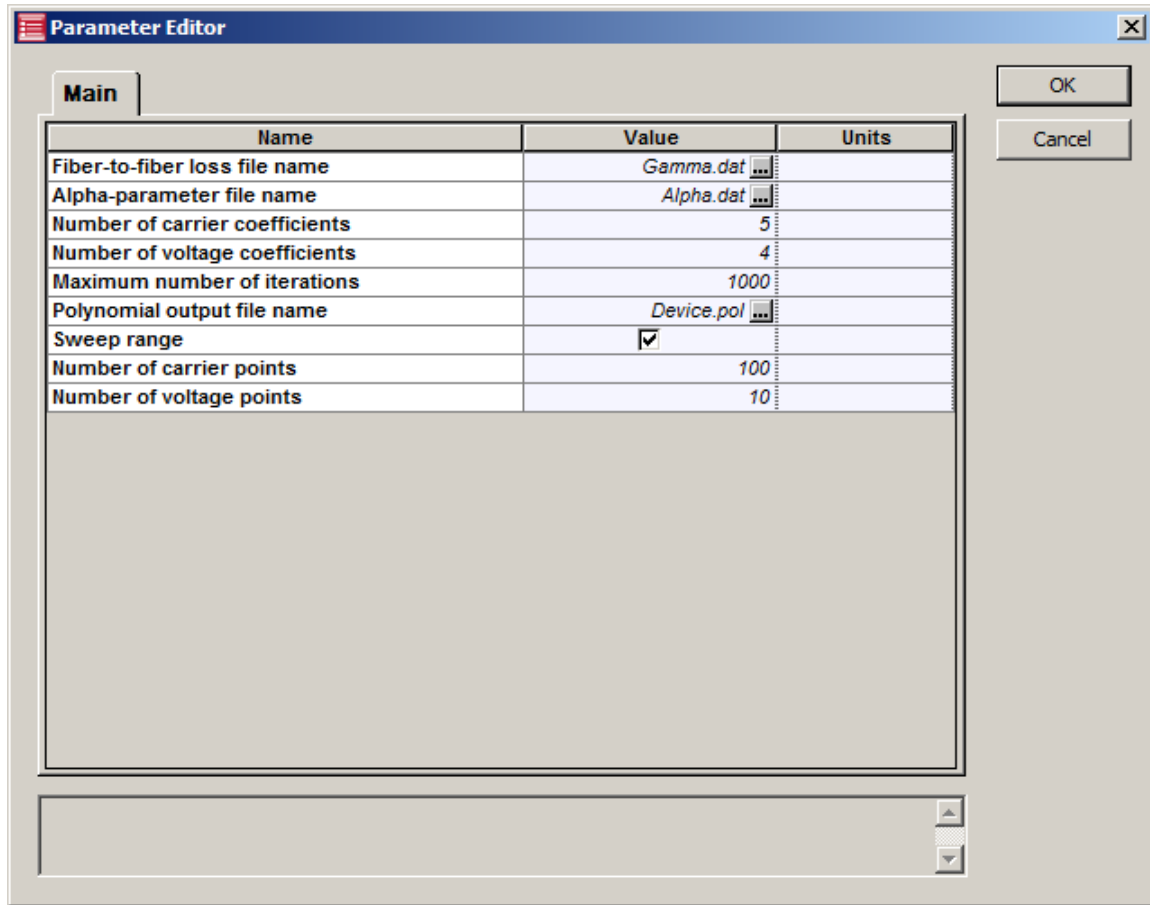 Parameter Editor
Main
OK
Cancel
Name Value Units
Fiber-to-fiber loss file name Gamma.dat ...
Alpha-parameter file name Alpha.dat ...
Number of carrier coefficients 5
Number of voltage coefficients 4
Maximum number of iterations 1000
Polynomial output file name Device.pol ...
Sweep range
Number of carrier points 100
Number of voltage points 10